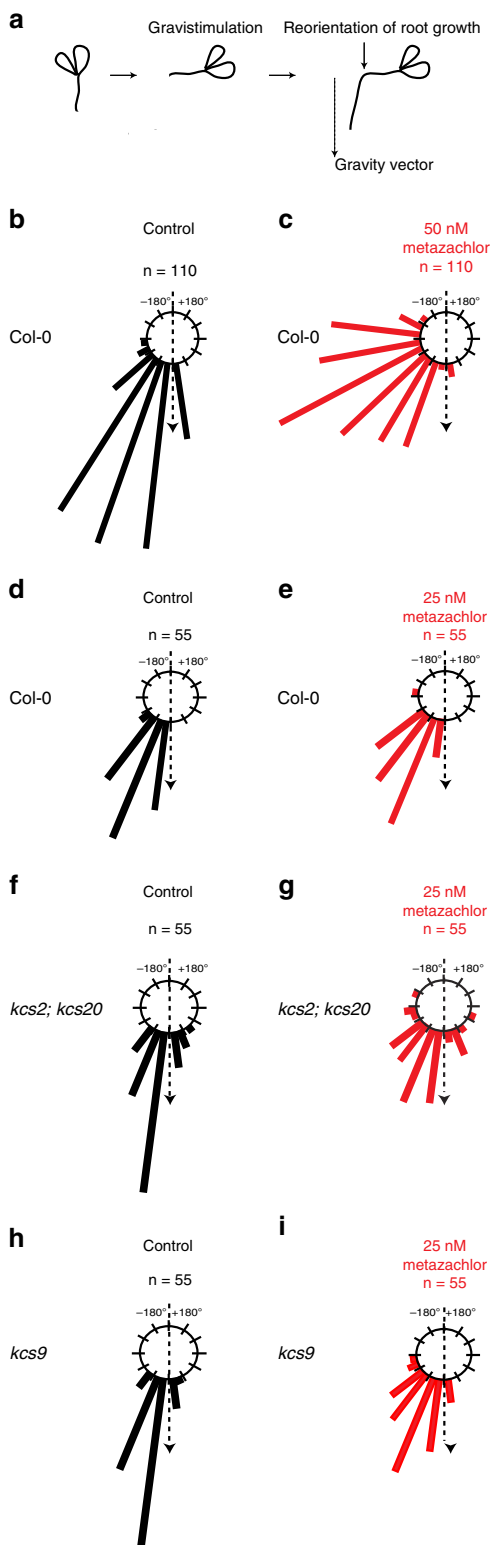 a
Gravistimulation
Reorientation of root growth
Gravity vector
b
Control
n = 110
−180° +180°
Col-0
c
50 nM
metazachlor
n = 110
−180° +180°
Col-0
d
Control
n = 55
−180° +180°
Col-0
e
25 nM
metazachlor
n = 55
−180° +180°
Col-0
f
Control
n = 55
−180° +180°
kcs2; kcs20
g
25 nM
metazachlor
n = 55
−180° +180°
kcs2; kcs20
h
Control
n = 55
−180° +180°
kcs9
i
25 nM
metazachlor
n = 55
−180° +180°
kcs9